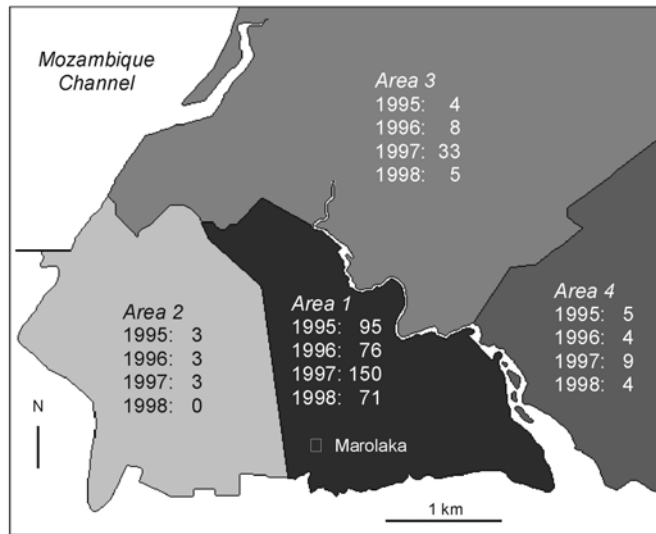 Mozambique
Channel
Area 3
1995: 4
1996: 8
1997: 33
1998: 5
Area 2
1995: 3
1996: 3
1997: 3
1998: 0
Area 1
1995: 95
1996: 76
1997: 150
1998: 71
Area 4
1995: 5
1996: 4
1997: 9
1998: 4
N
Marolaka
1 km